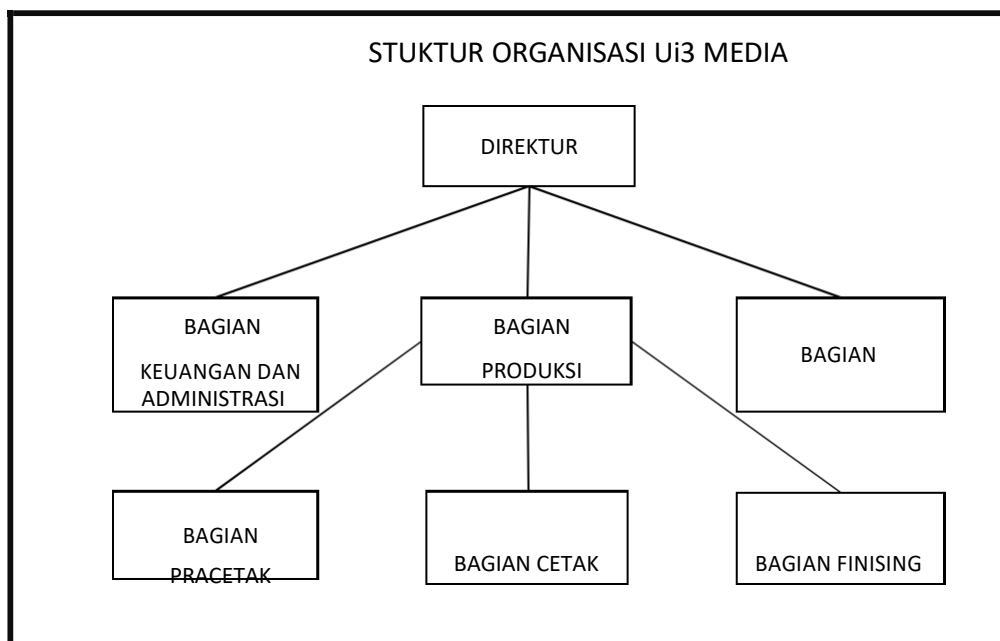 STUKTUR ORGANISASI Ui3 MEDIA
DIREKTUR
BAGIAN
KEUANGAN DAN
ADMINISTRASI
BAGIAN
PRODUKSI
BAGIAN
BAGIAN
PRACETAK
BAGIAN CETAK
BAGIAN FINISING